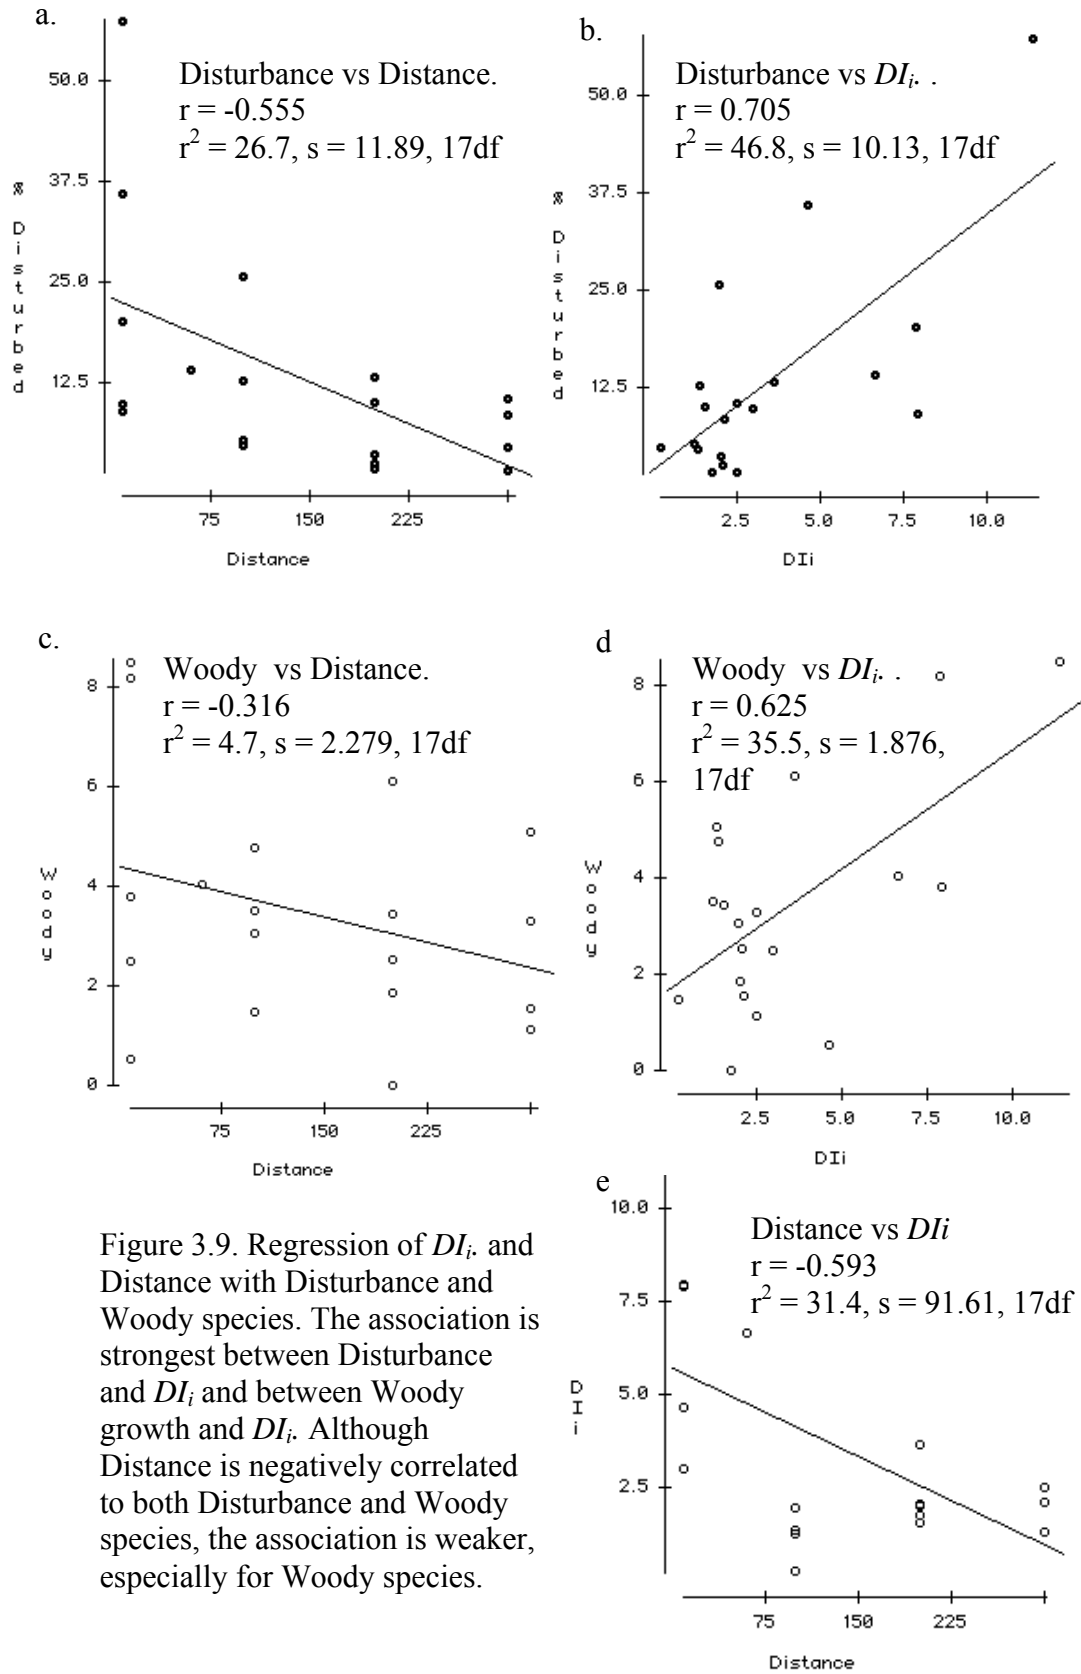 a.
Disturbance vs Distance.
r = -0.555
r² = 26.7, s = 11.89, 17df
50.0
37.5
25.0
12.5
% Disturbed
75 150 225
Distance
b.
Disturbance vs DIi. .
r = 0.705
r² = 46.8, s = 10.13, 17df
50.0
37.5
25.0
12.5
% Disturbed
2.5 5.0 7.5 10.0
DIi
c.
Woody vs Distance.
r = -0.316
r² = 4.7, s = 2.279, 17df
8
6
4
2
0
Woody
75 150 225
Distance
d
Woody vs DIi. .
r = 0.625
r² = 35.5, s = 1.876,
17df
8
6
4
2
0
Woody
2.5 5.0 7.5 10.0
DIi
e
Distance vs DIi
r = -0.593
r² = 31.4, s = 91.61, 17df
10.0
7.5
5.0
2.5
DIi
75 150 225
Distance
Figure 3.9. Regression of DIi. and
Distance with Disturbance and
Woody species. The association is
strongest between Disturbance
and DIi and between Woody
growth and DIi. Although
Distance is negatively correlated
to both Disturbance and Woody
species, the association is weaker,
especially for Woody species.